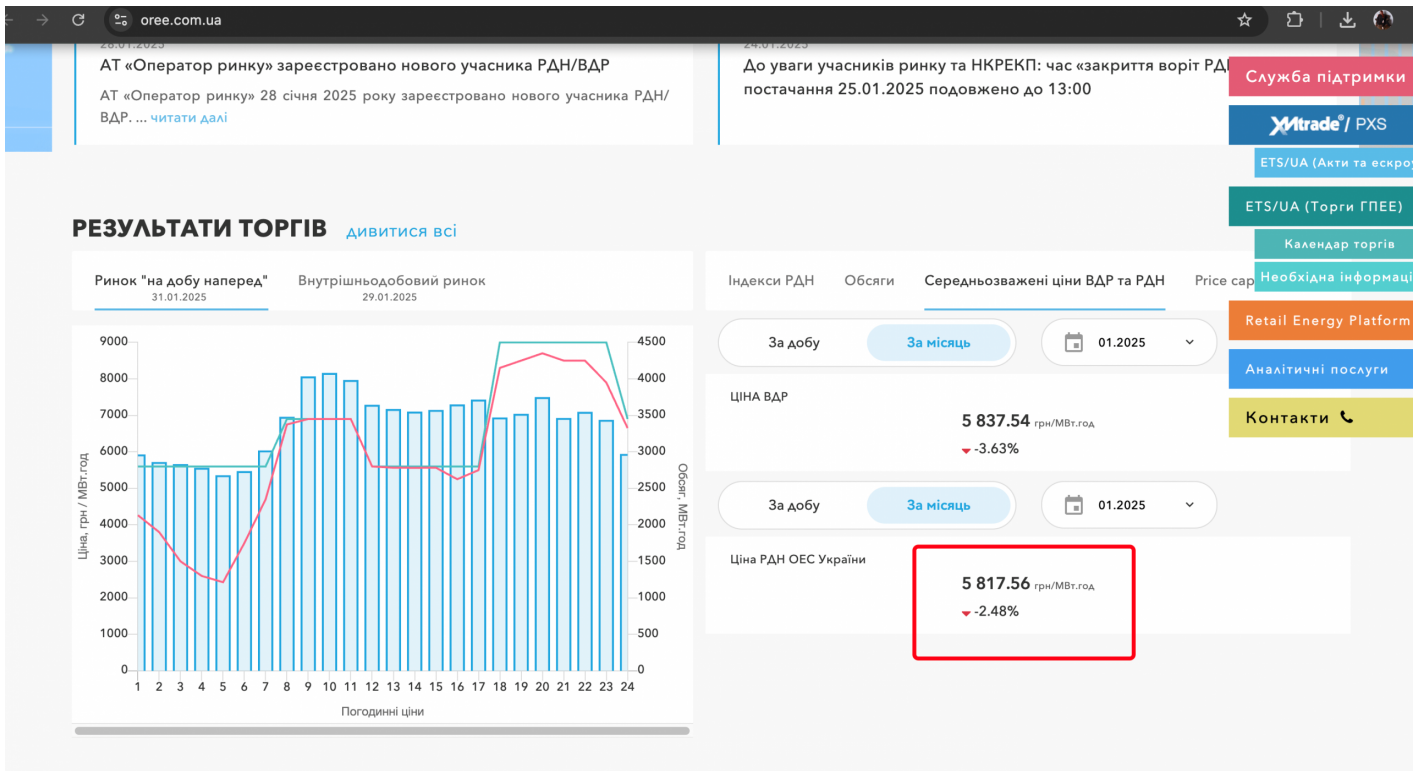 oree.com.ua
28.01.2025
АТ «Оператор ринку» зареєстровано нового учасника РДН/ВДР
АТ «Оператор ринку» 28 січня 2025 року зареєстровано нового учасника РДН/
ВДР. ... читати далі
24.01.2025
До уваги учасників ринку та НКРЕКП: час «закриття воріт РД
постачання 25.01.2025 подовжено до 13:00
Служба підтримки
XMtrade®/ PXS
ETS/UA (Акти та ескроу
ETS/UA (Торги ГПЕЕ)
Календар торгів
Необхідна інформаці
Retail Energy Platform
Аналітичні послуги
Контакти
РЕЗУЛЬТАТИ ТОРГІВ дивитися всі
Ринок "на добу наперед"
31.01.2025
Внутрішньодобовий ринок
29.01.2025
9000
8000
7000
6000
5000
4000
3000
2000
1000
0
Ціна, грн / МВт.год
4500
4000
3500
3000
2500
2000
1500
1000
500
0
Обсяг, МВт.год
1 2 3 4 5 6 7 8 9 10 11 12 13 14 15 16 17 18 19 20 21 22 23 24
Погодинні ціни
Індекси РДН Обсяги Середньозважені ціни ВДР та РДН Price cap
За добу За місяць 01.2025
ЦІНА ВДР
5 837.54 грн/МВт.год
-3.63%
За добу За місяць 01.2025
Ціна РДН ОЕС України
5 817.56 грн/МВт.год
-2.48%